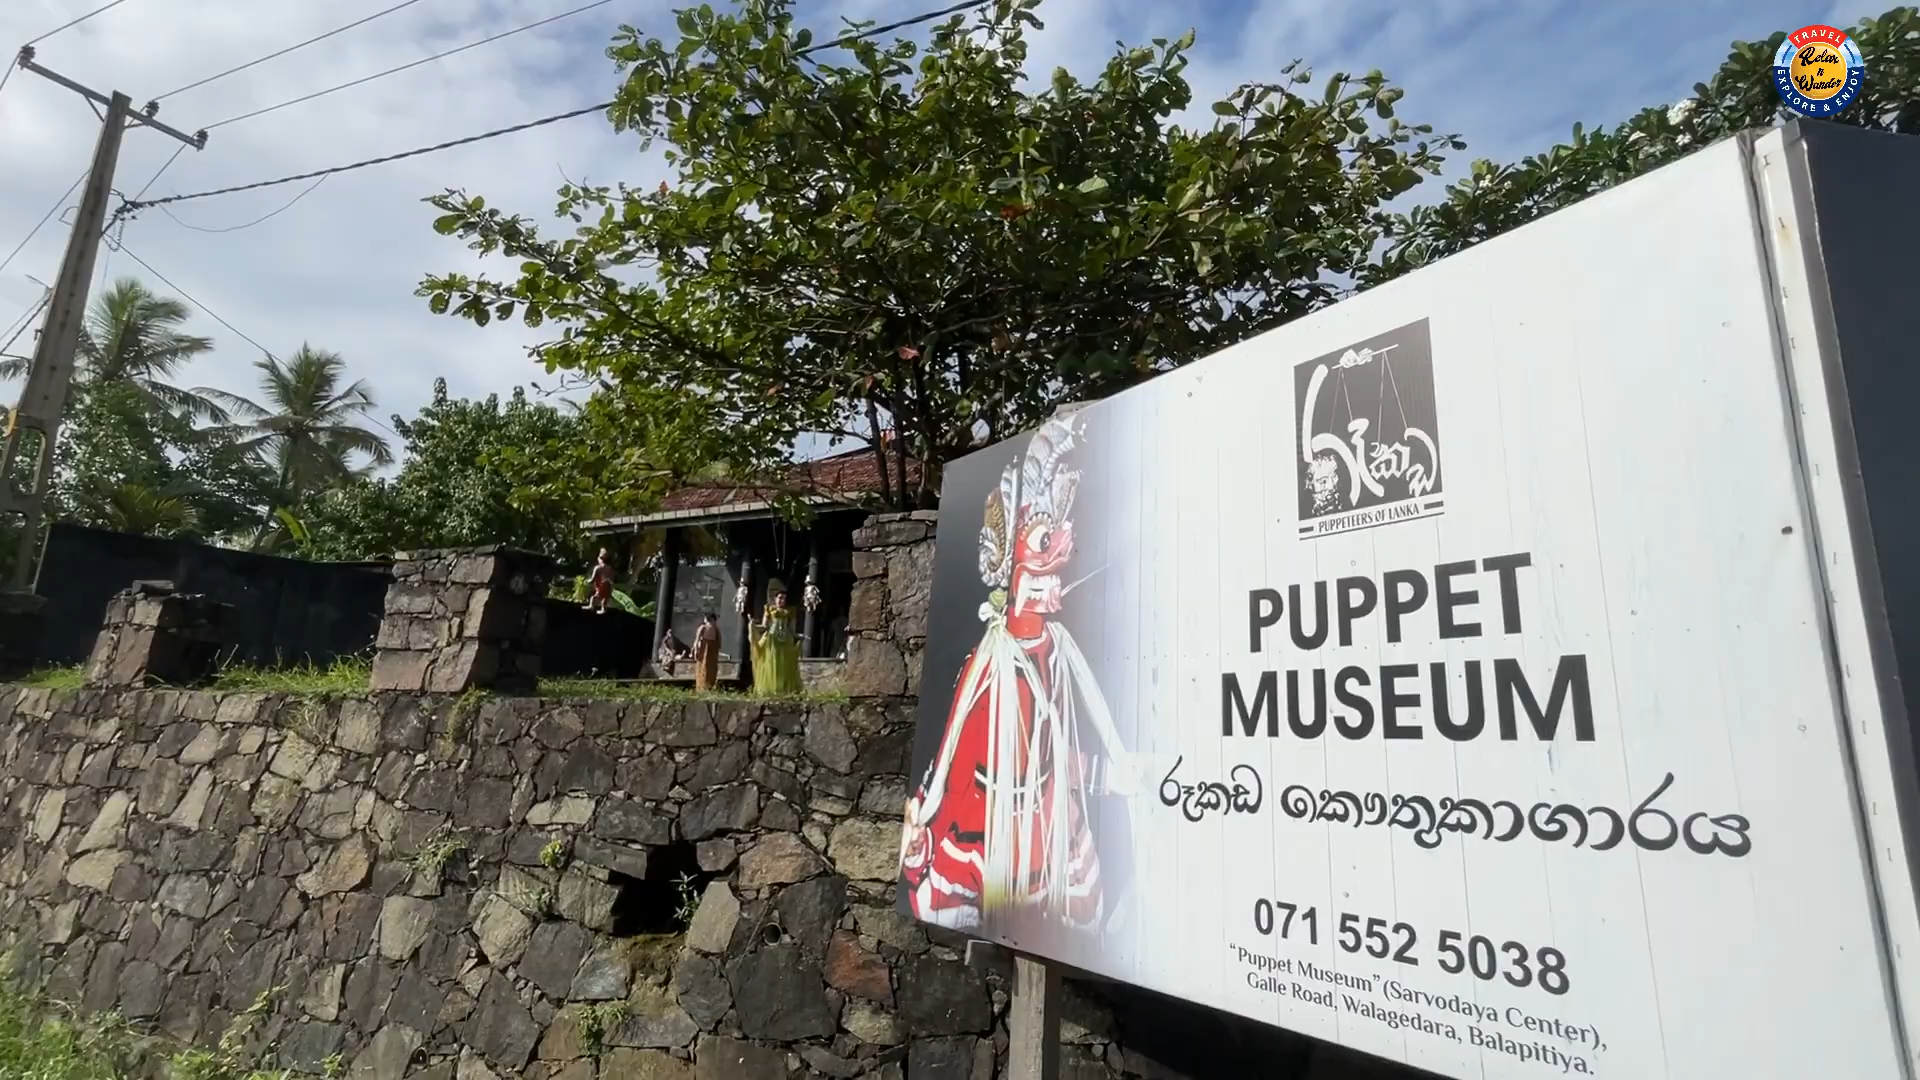 TRAVEL
Relax
n
Wander
EXPLORE & ENJOY
රූකඩ
PUPPETEERS OF LANKA
PUPPET
MUSEUM
රූකඩ කෞතුකාගාරය
071 552 5038
“Puppet Museum” (Sarvodaya Center),
Galle Road, Walagedara, Balapitiya.